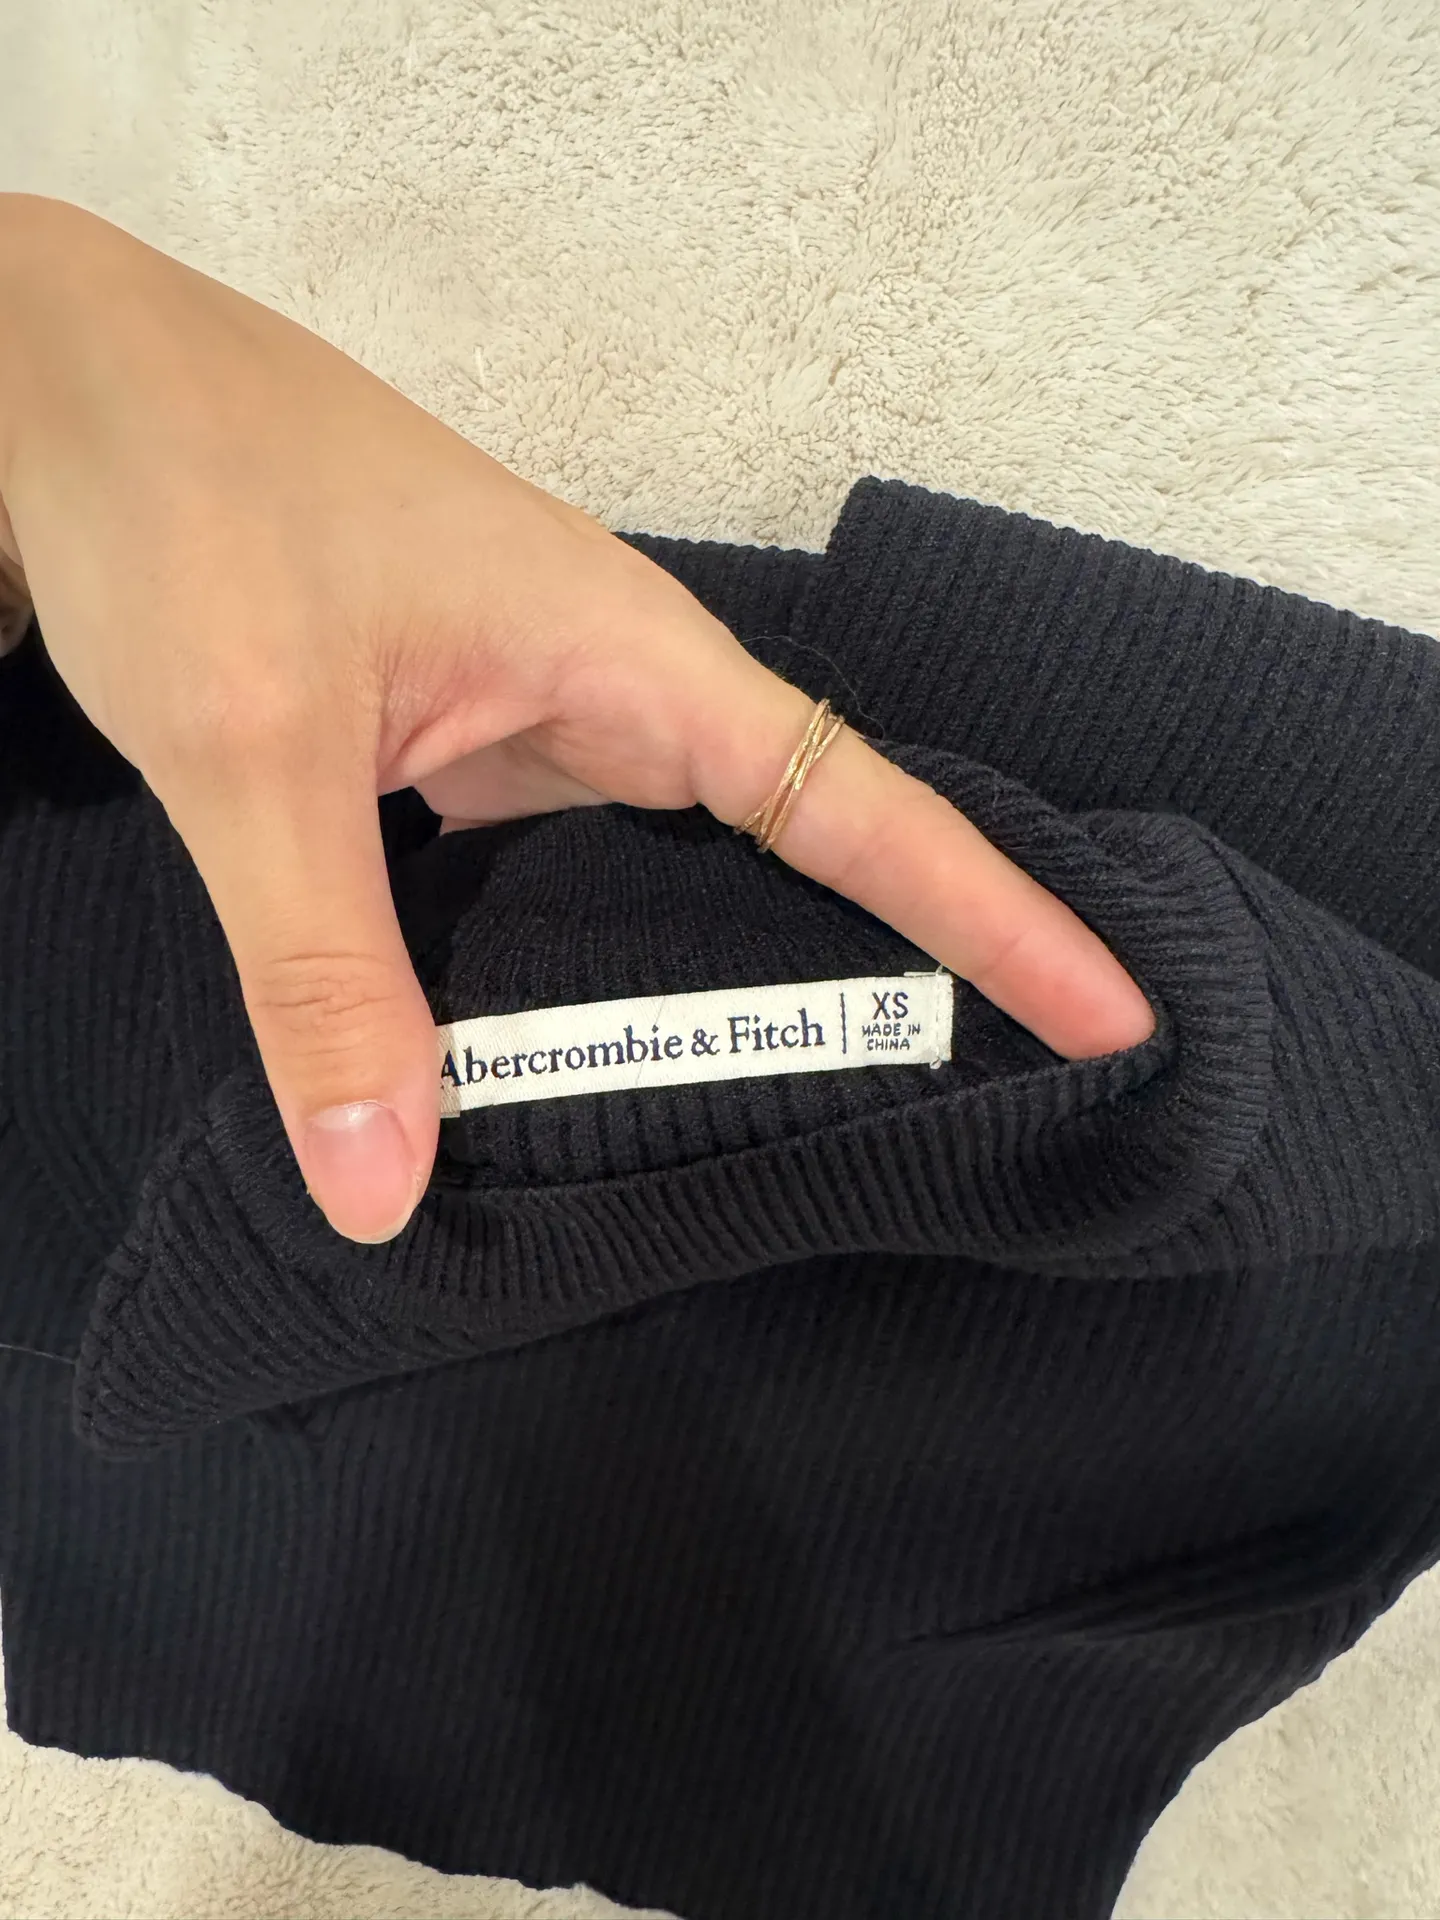 Abercrombie & Fitch
XS
MADE IN
CHINA